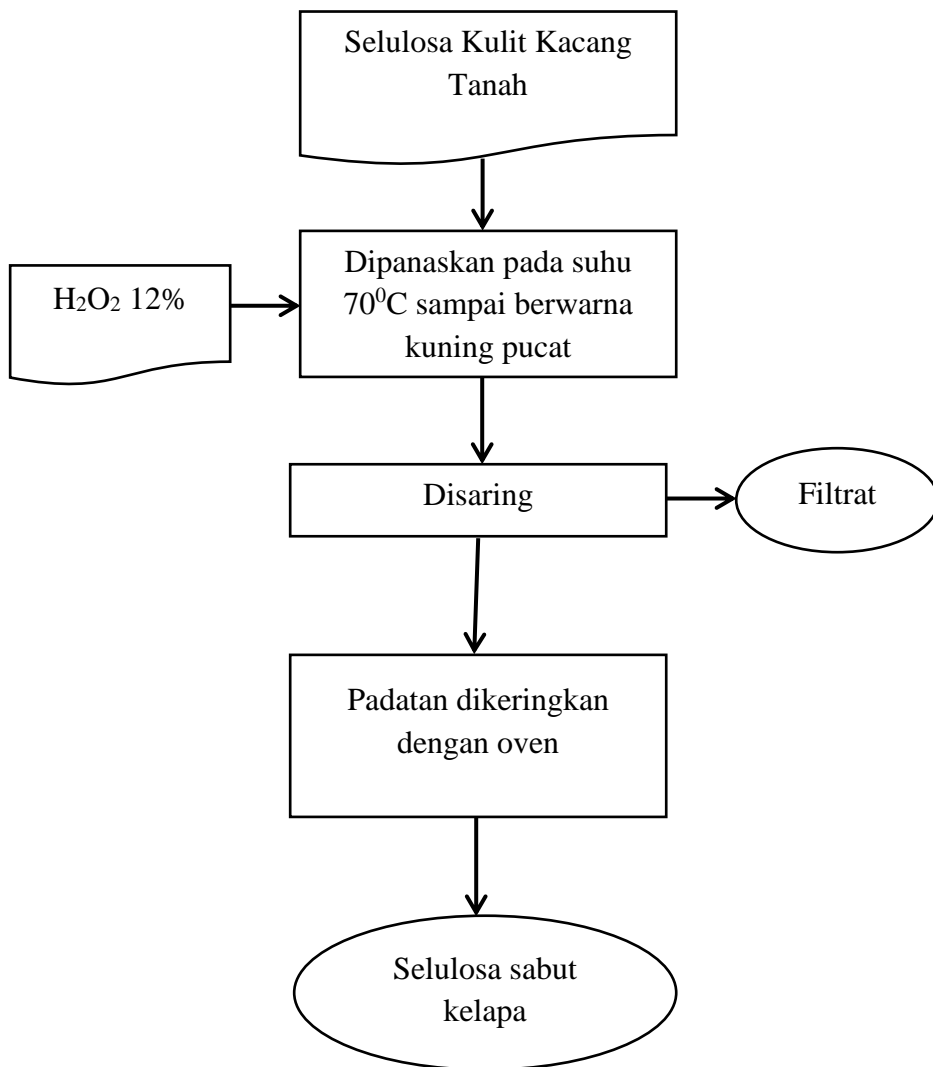 Selulosa Kulit Kacang
Tanah
H₂O₂ 12%
Dipanaskan pada suhu
70⁰C sampai berwarna
kuning pucat
Disaring
Filtrat
Padatan dikeringkan
dengan oven
Selulosa sabut
kelapa